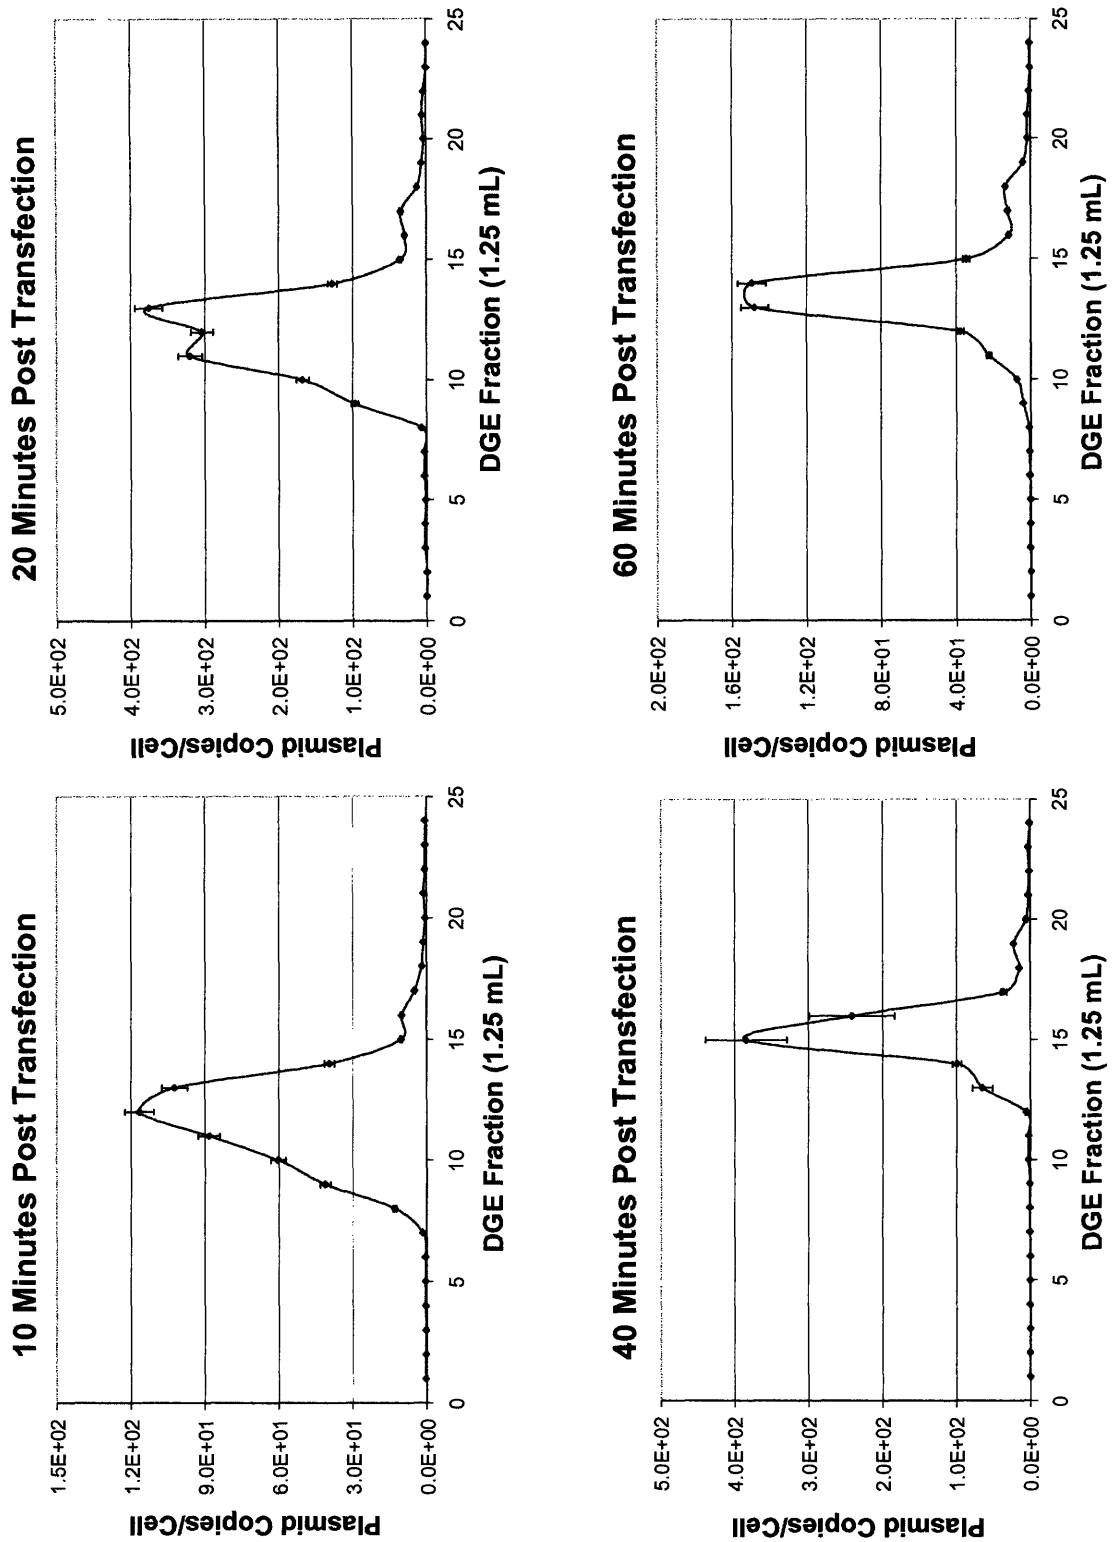 10 Minutes Post Transfection
Plasmid Copies/Cell
1.5E+02
1.2E+02
9.0E+01
6.0E+01
3.0E+01
0.0E+00
0 5 10 15 20 25
DGE Fraction (1.25 mL)
20 Minutes Post Transfection
Plasmid Copies/Cell
5.0E+02
4.0E+02
3.0E+02
2.0E+02
1.0E+02
0.0E+00
0 5 10 15 20 25
DGE Fraction (1.25 mL)
40 Minutes Post Transfection
Plasmid Copies/Cell
5.0E+02
4.0E+02
3.0E+02
2.0E+02
1.0E+02
0.0E+00
0 5 10 15 20 25
DGE Fraction (1.25 mL)
60 Minutes Post Transfection
Plasmid Copies/Cell
2.0E+02
1.6E+02
1.2E+02
8.0E+01
4.0E+01
0.0E+00
0 5 10 15 20 25
DGE Fraction (1.25 mL)